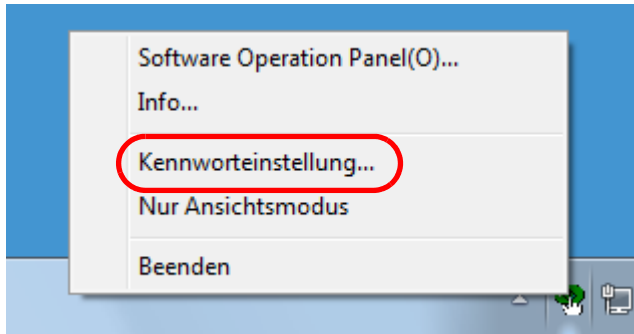 Software Operation Panel(O)...
Info...
Kennworteinstellung...
Nur Ansichtsmodus
Beenden